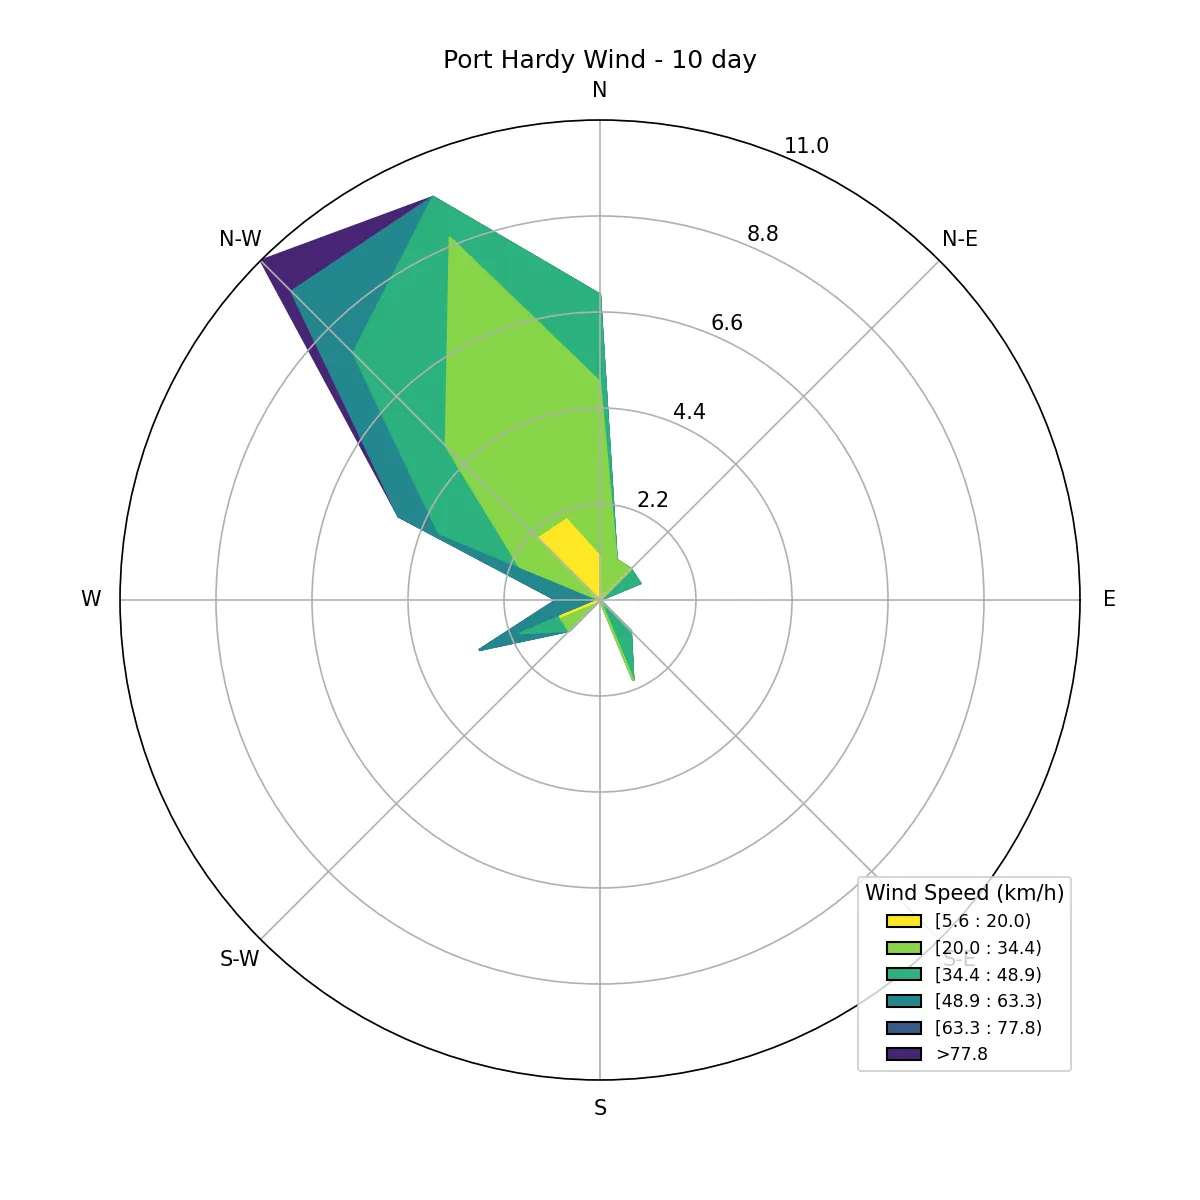 Port Hardy Wind - 10 day
N
11.0
8.8
N-W
N-E
6.6
4.4
2.2
W
E
Wind Speed (km/h)
[5.6 : 20.0)
[20.0 : 34.4)
S-W
S-E
[34.4 : 48.9)
[48.9 : 63.3)
[63.3 : 77.8)
>77.8
S